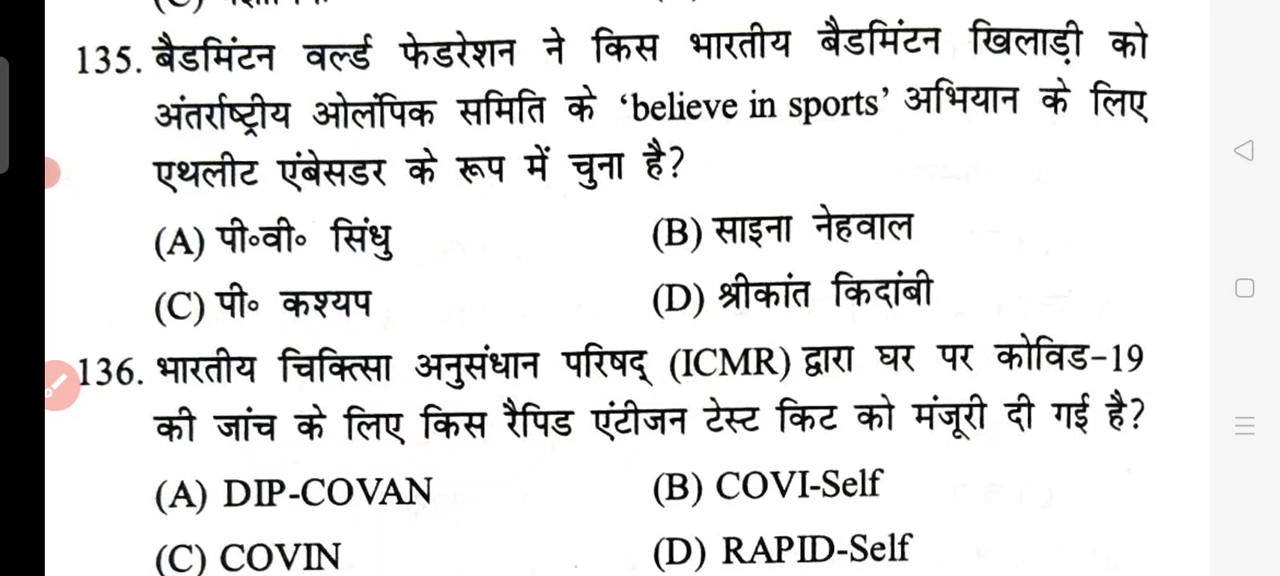 135. बैडमिंटन वर्ल्ड फेडरेशन ने किस भारतीय बैडमिंटन खिलाड़ी को
अंतर्राष्ट्रीय ओलंपिक समिति के ‘believe in sports’ अभियान के लिए
एथलीट एंबेसडर के रूप में चुना है?
(A) पी॰वी॰ सिंधु (B) साइना नेहवाल
(C) पी॰ कश्यप (D) श्रीकांत किदांबी
136. भारतीय चिकित्सा अनुसंधान परिषद् (ICMR) द्वारा घर पर कोविड-19
की जांच के लिए किस रैपिड एंटीजन टेस्ट किट को मंजूरी दी गई है?
(A) DIP-COVAN (B) COVI-Self
(C) COVIN (D) RAPID-Self